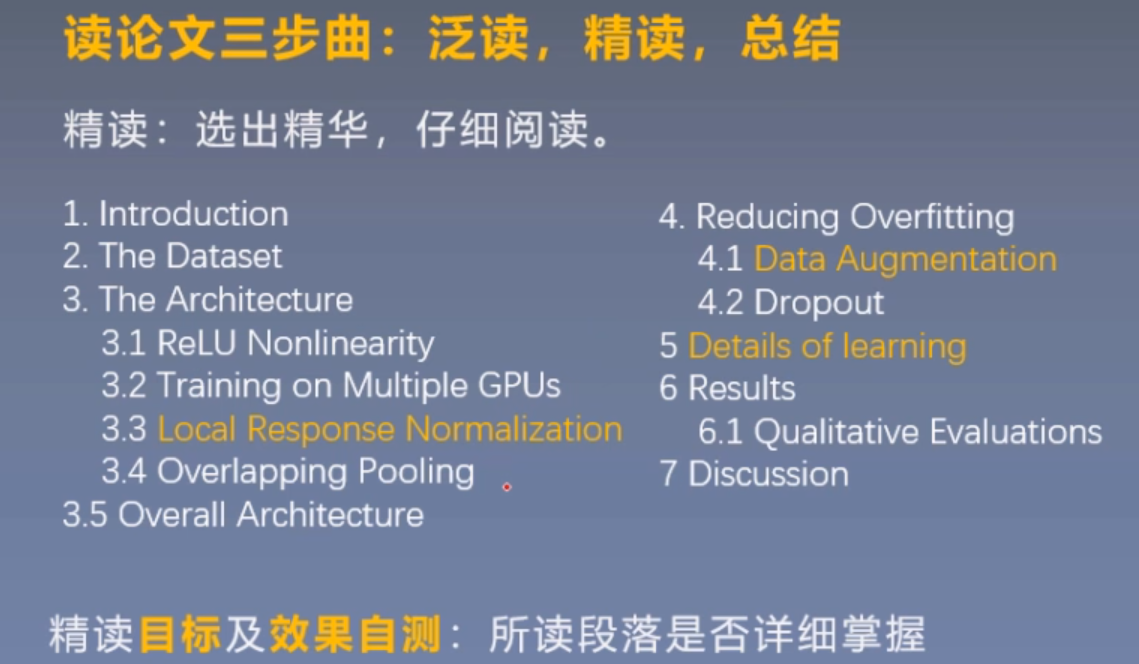 读论文三步曲：泛读，精读，总结
精读：选出精华，仔细阅读。
1. Introduction
2. The Dataset
3. The Architecture
3.1 ReLU Nonlinearity
3.2 Training on Multiple GPUs
3.3 Local Response Normalization
3.4 Overlapping Pooling
3.5 Overall Architecture
4. Reducing Overfitting
4.1 Data Augmentation
4.2 Dropout
5 Details of learning
6 Results
6.1 Qualitative Evaluations
7 Discussion
精读目标及效果自测：所读段落是否详细掌握